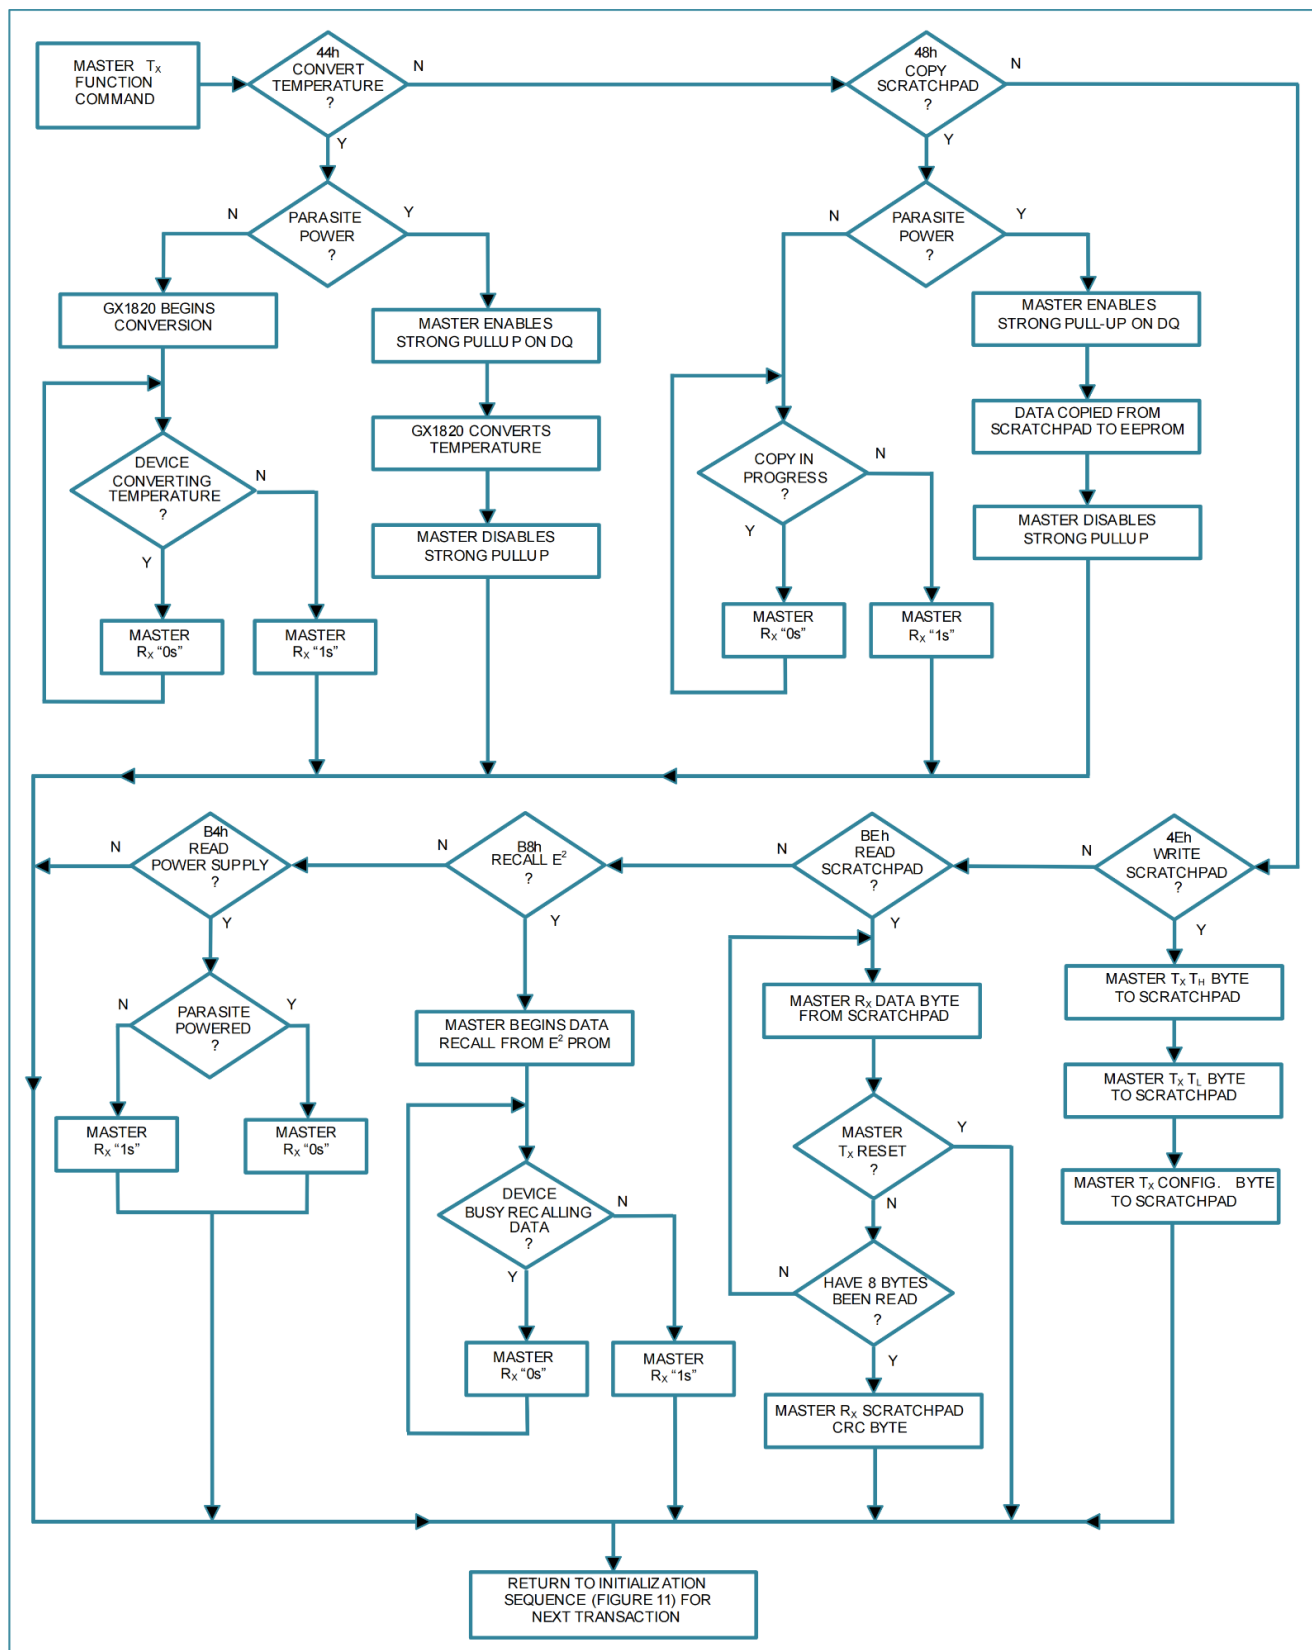 MASTER Tx
FUNCTION
COMMAND
44h
CONVERT
TEMPERATURE
?
N
Y
48h
COPY
SCRATCHPAD
?
N
Y
PARASITE
POWER
?
N
Y
PARASITE
POWER
?
N
Y
GX1820 BEGINS
CONVERSION
MASTER ENABLES
STRONG PULLUP ON DQ
MASTER ENABLES
STRONG PULL-UP ON DQ
GX1820 CONVERTS
TEMPERATURE
DATA COPIED FROM
SCRATCHPAD TO EEPROM
DEVICE
CONVERTING
TEMPERATURE
?
N
Y
COPY IN
PROGRESS
?
N
Y
MASTER DISABLES
STRONG PULLUP
MASTER DISABLES
STRONG PULLUP
MASTER
Rx “0s”
MASTER
Rx “1s”
MASTER
Rx “0s”
MASTER
Rx “1s”
B4h
READ
POWER SUPPLY
?
N
Y
B8h
RECALL E²
?
N
Y
BEh
READ
SCRATCHPAD
?
N
Y
4Eh
WRITE
SCRATCHPAD
?
N
Y
PARASITE
POWERED
?
N
Y
MASTER BEGINS DATA
RECALL FROM E² PROM
MASTER Rx DATA BYTE
FROM SCRATCHPAD
MASTER Tx TH BYTE
TO SCRATCHPAD
MASTER Tx TL BYTE
TO SCRATCHPAD
MASTER
Rx “1s”
MASTER
Rx “0s”
MASTER
Tx RESET
?
Y
N
MASTER Tx CONFIG. BYTE
TO SCRATCHPAD
DEVICE
BUSY RECALLING
DATA
?
N
Y
HAVE 8 BYTES
BEEN READ
?
N
Y
MASTER
Rx “0s”
MASTER
Rx “1s”
MASTER Rx SCRATCHPAD
CRC BYTE
RETURN TO INITIALIZATION
SEQUENCE (FIGURE 11) FOR
NEXT TRANSACTION